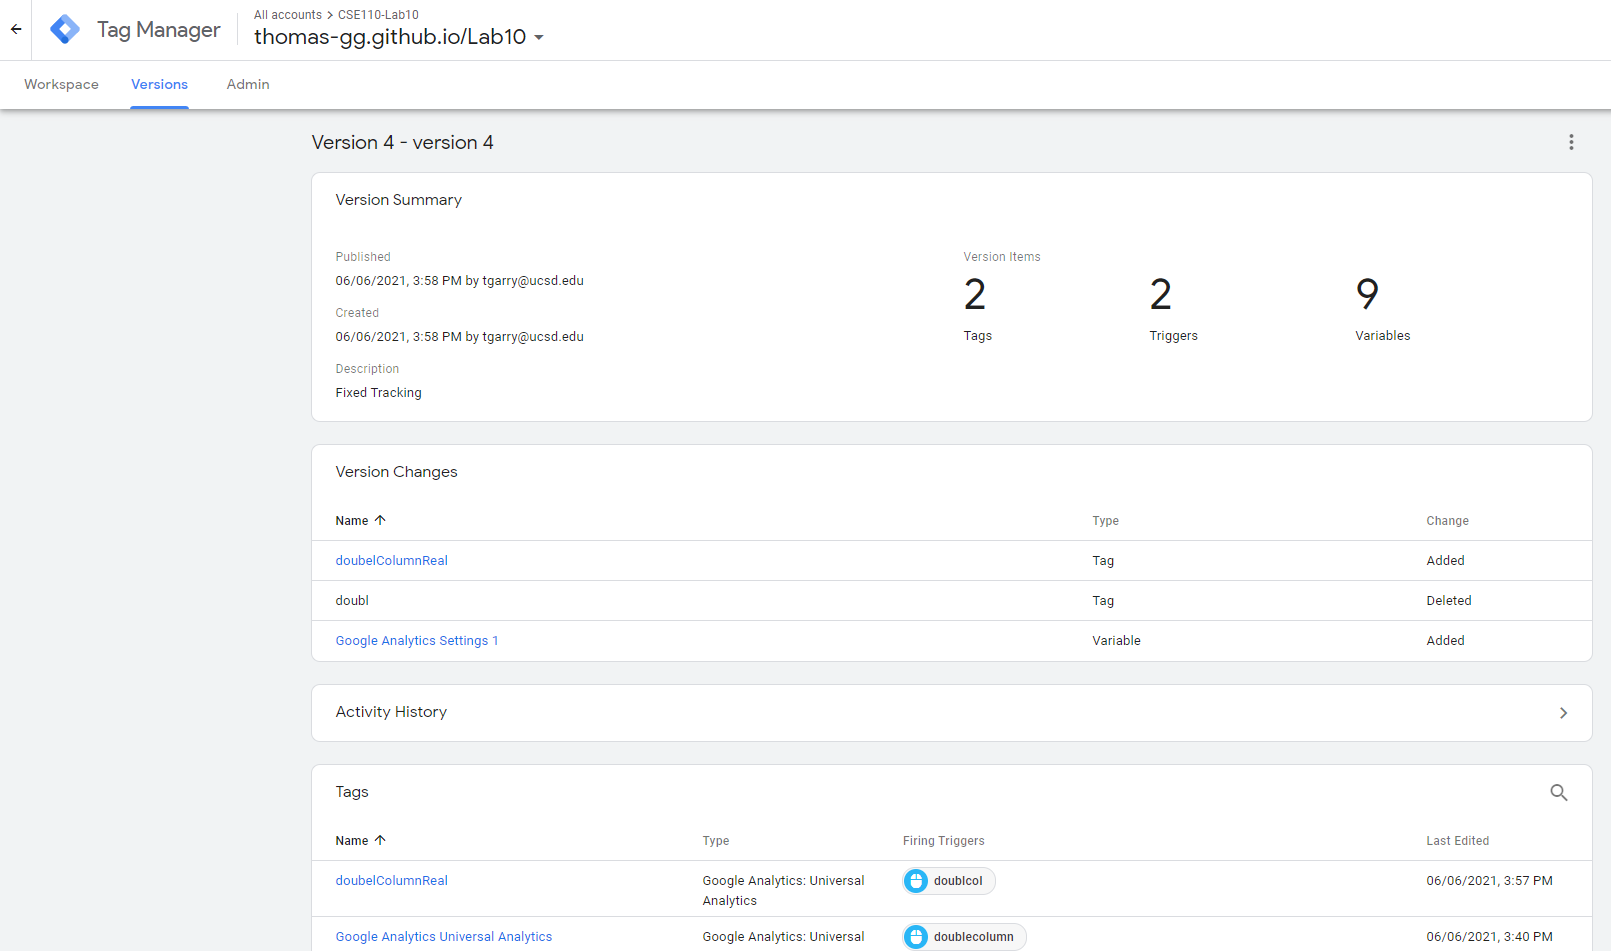 Tag Manager
All accounts > CSE110-Lab10
thomas-gg.github.io/Lab10
Workspace Versions Admin
Version 4 - version 4
Version Summary
Published
06/06/2021, 3:58 PM by tgarry@ucsd.edu
Created
06/06/2021, 3:58 PM by tgarry@ucsd.edu
Description
Fixed Tracking
Version Items
2 2 9
Tags Triggers Variables
Version Changes
Name Type Change
doubelColumnReal Tag Added
doubl Tag Deleted
Google Analytics Settings 1 Variable Added
Activity History
Tags
Name Type Firing Triggers Last Edited
doubelColumnReal Google Analytics: Universal doublcol 06/06/2021, 3:57 PM
Analytics
Google Analytics Universal Analytics Google Analytics: Universal doublecolumn 06/06/2021, 3:40 PM